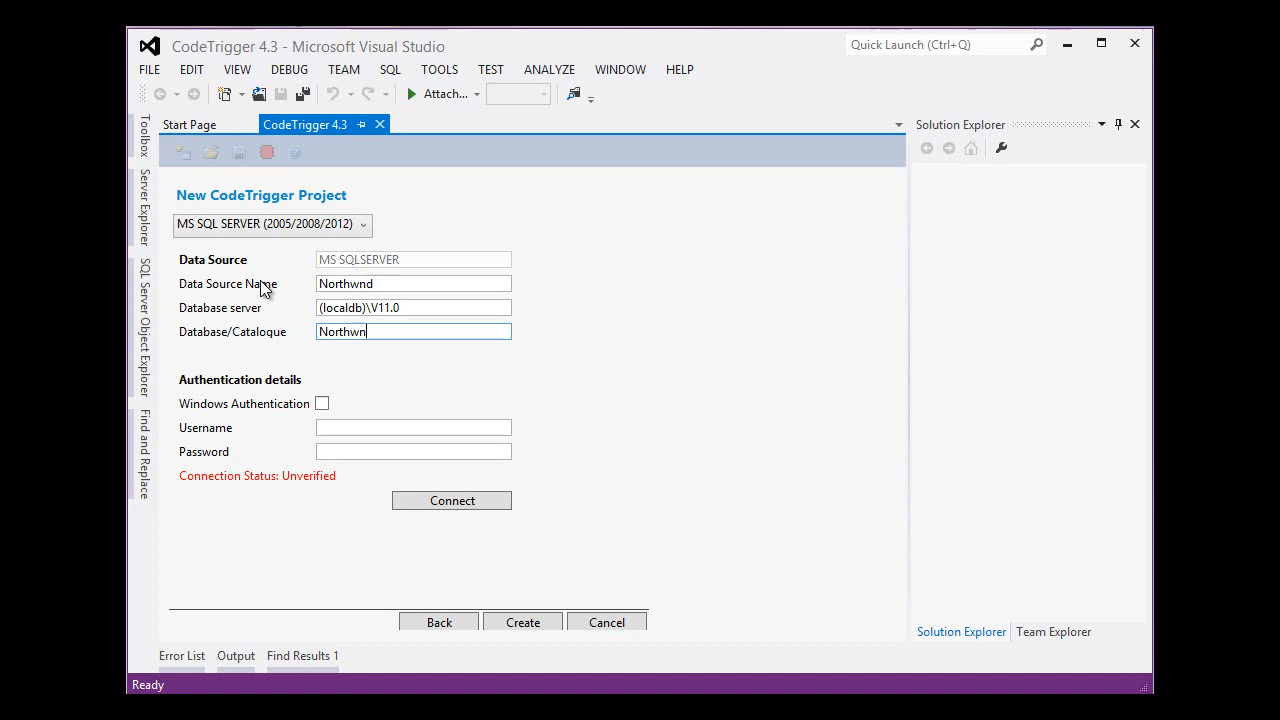 CodeTrigger 4.3 - Microsoft Visual Studio
Quick Launch (Ctrl+Q)
FILE EDIT VIEW DEBUG TEAM SQL TOOLS TEST ANALYZE WINDOW HELP
Attach...
Start Page
CodeTrigger 4.3
Solution Explorer
Toolbox
Server Explorer
SQL Server Object Explorer
Find and Replace
New CodeTrigger Project
MS SQL SERVER (2005/2008/2012)
Data Source MS SQLSERVER
Data Source Name Northwnd
Database server (localdb)\V11.0
Database/Cataloque Northwn
Authentication details
Windows Authentication
Username
Password
Connection Status: Unverified
Connect
Back Create Cancel
Solution Explorer Team Explorer
Error List Output Find Results 1
Ready